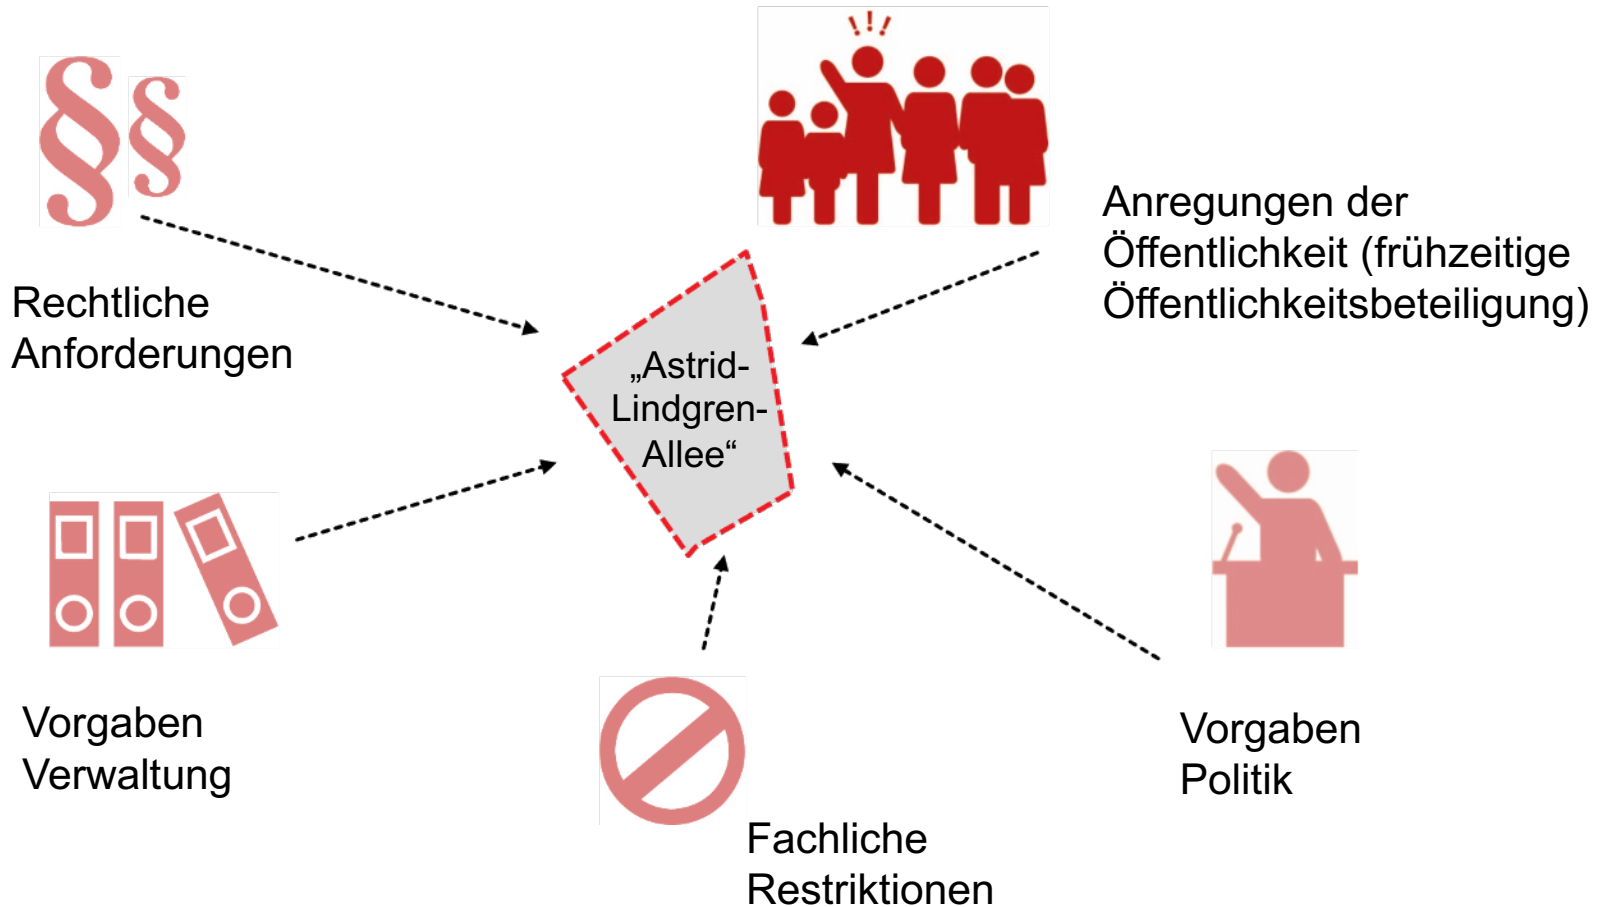 §§
!!!
Rechtliche
Anforderungen
Anregungen der
Öffentlichkeit (frühzeitige
Öffentlichkeitsbeteiligung)
„Astrid-
Lindgren-
Allee“
Vorgaben
Verwaltung
Vorgaben
Politik
Fachliche
Restriktionen